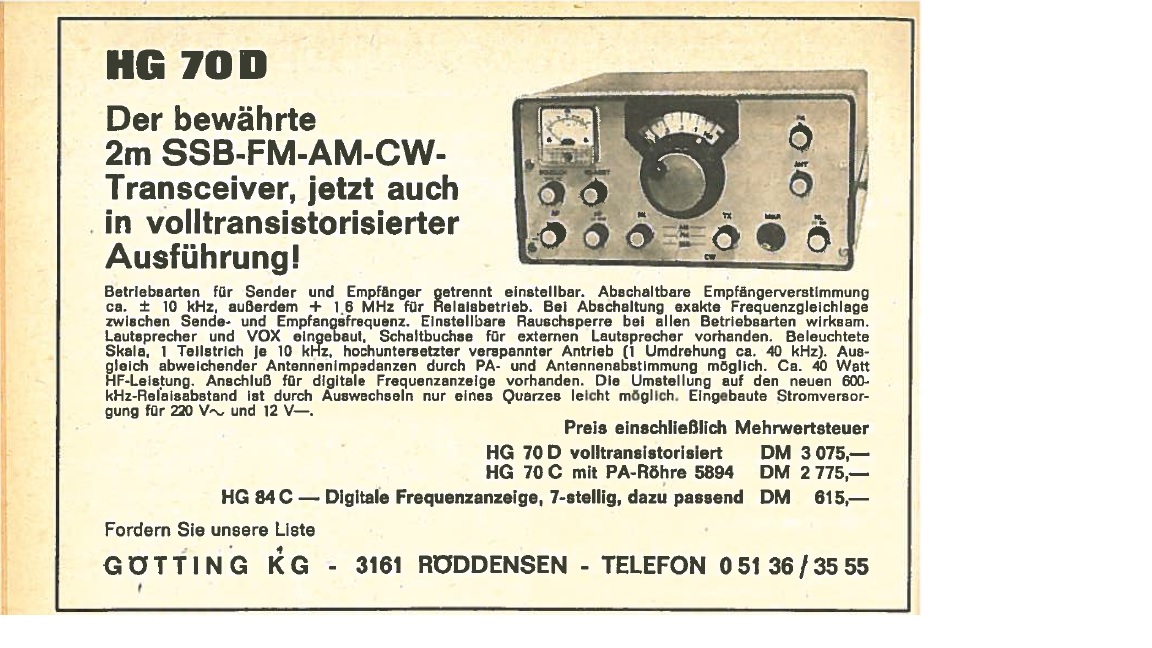 HG 70D
Der bewährte
2m SSB-FM-AM-CW-
Transceiver, jetzt auch
in volltransistorisierter
Ausführung!
Betriebsarten für Sender und Empfänger getrennt einstellbar. Abschaltbare Empfängerverstimmung
ca. ± 10 kHz, außerdem + 1,6 MHz für Relaisbetrieb. Bei Abschaltung exakte Frequenzgleichlage
zwischen Sende- und Empfangsfrequenz. Einstellbare Rauschsperre bei allen Betriebsarten wirksam.
Lautsprecher und VOX eingebaut, Schaltbuchse für externen Lautsprecher vorhanden. Beleuchtete
Skala, 1 Teilstrich je 10 kHz, hochuntersetzter verspannter Antrieb (1 Umdrehung ca. 40 kHz). Aus-
gleich abweichender Antennenimpedanzen durch PA- und Antennenabstimmung möglich. Ca. 40 Watt
HF-Leistung. Anschluß für digitale Frequenzanzeige vorhanden. Die Umstellung auf den neuen 600-
kHz-Relaisabstand ist durch Auswechseln nur eines Quarzes leicht möglich. Eingebaute Stromversor-
gung für 220 V~ und 12 V—.
Preis einschließlich Mehrwertsteuer
HG 70 D volltransistorisiert DM 3 075,—
HG 70 C mit PA-Röhre 5894 DM 2 775,—
HG 84 C — Digitale Frequenzanzeige, 7-stellig, dazu passend DM 615,—
Fordern Sie unsere Liste
GÖTTING KG - 3161 RÖDDENSEN - TELEFON 0 51 36 / 35 55
PA
ANT
TX
CW